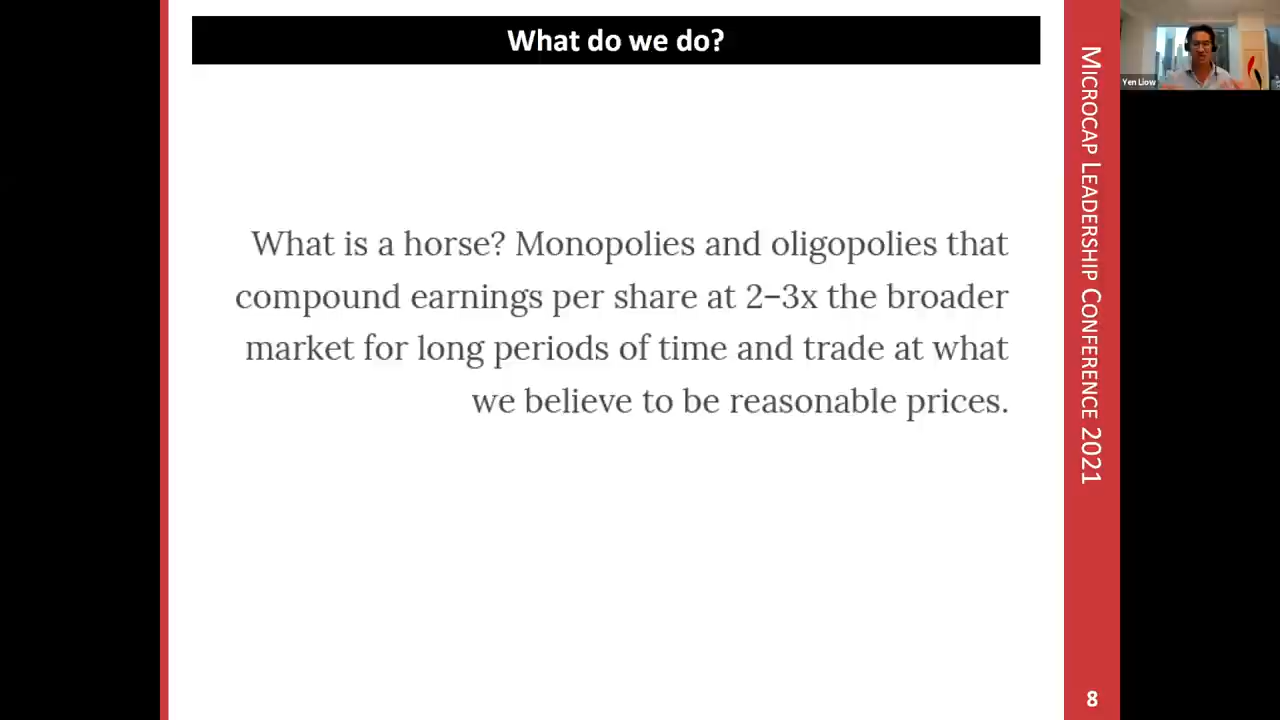 What do we do?
What is a horse? Monopolies and oligopolies that
compound earnings per share at 2–3x the broader
market for long periods of time and trade at what
we believe to be reasonable prices.
MICROCAP LEADERSHIP CONFERENCE 2021
8
Yen Liow